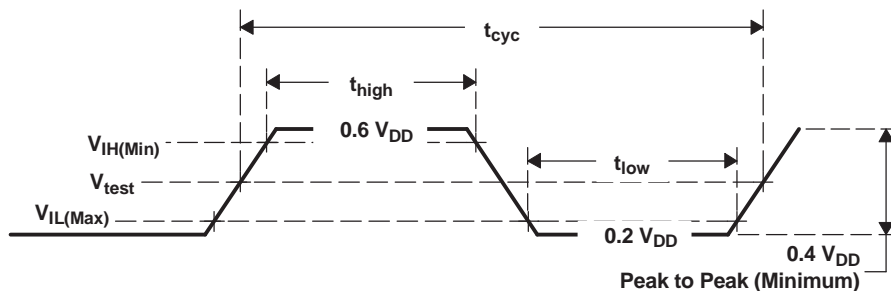 tcyc
thigh
0.6 VDD
VIH(Min)
tlow
Vtest
VIL(Max)
0.2 VDD
0.4 VDD
Peak to Peak (Minimum)